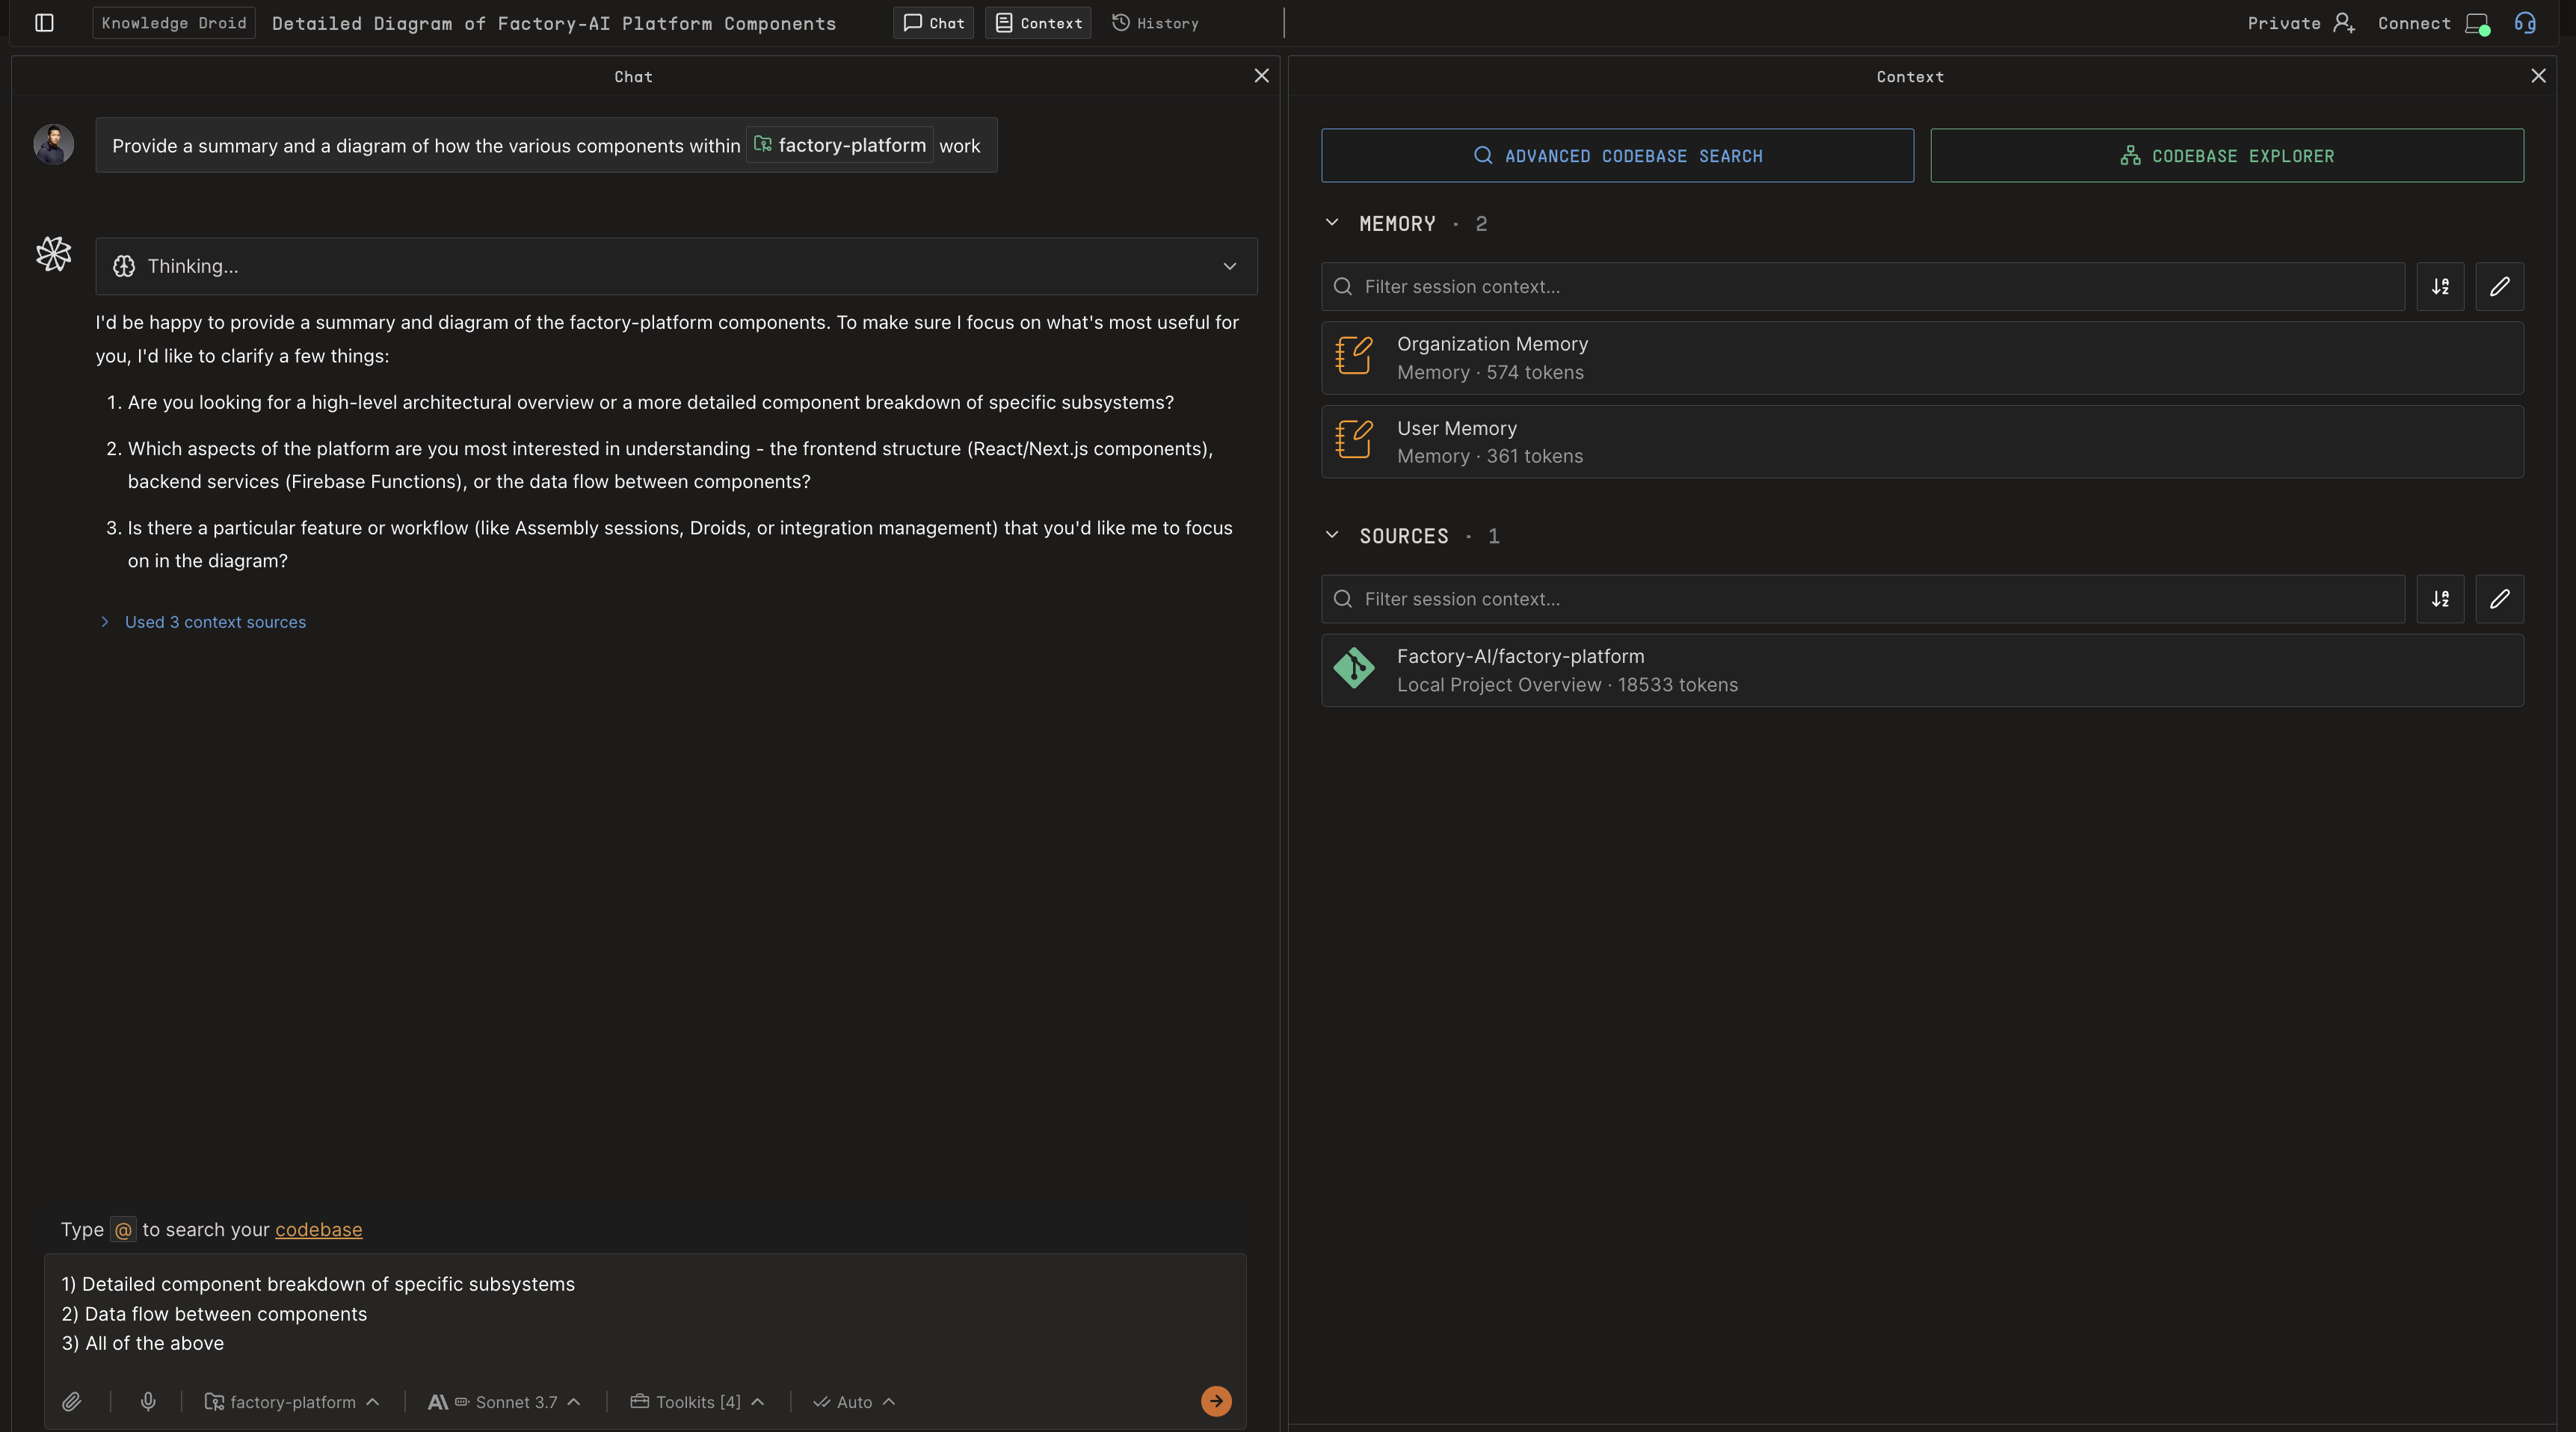 Knowledge Droid
Detailed Diagram of Factory-AI Platform Components
Chat
Context
History
Private
Connect
Chat
Provide a summary and a diagram of how the various components within factory-platform work
Thinking...
I'd be happy to provide a summary and diagram of the factory-platform components. To make sure I focus on what's most useful for
you, I'd like to clarify a few things:
1. Are you looking for a high-level architectural overview or a more detailed component breakdown of specific subsystems?
2. Which aspects of the platform are you most interested in understanding - the frontend structure (React/Next.js components),
backend services (Firebase Functions), or the data flow between components?
3. Is there a particular feature or workflow (like Assembly sessions, Droids, or integration management) that you'd like me to focus
on in the diagram?
Used 3 context sources
Type @ to search your codebase
1) Detailed component breakdown of specific subsystems
2) Data flow between components
3) All of the above
factory-platform
Sonnet 3.7
Toolkits [4]
Auto
Context
ADVANCED CODEBASE SEARCH
CODEBASE EXPLORER
MEMORY · 2
Filter session context...
Organization Memory
Memory · 574 tokens
User Memory
Memory · 361 tokens
SOURCES · 1
Filter session context...
Factory-AI/factory-platform
Local Project Overview · 18533 tokens